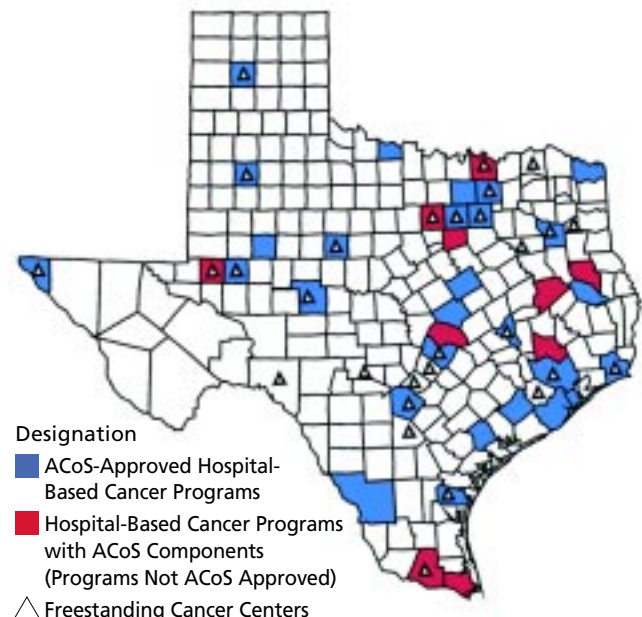 Designation
ACoS-Approved Hospital-
Based Cancer Programs
Hospital-Based Cancer Programs
with ACoS Components
(Programs Not ACoS Approved)
Freestanding Cancer Centers